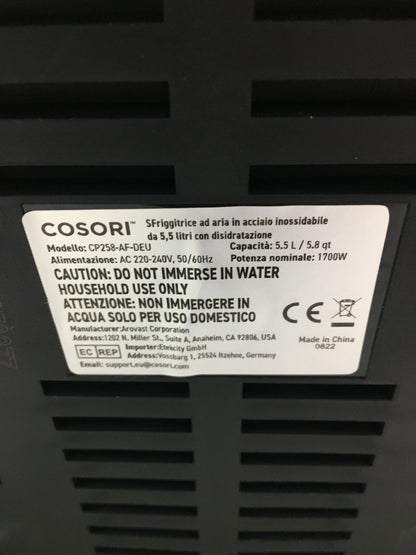 COSORI™ SFriggitrice ad aria in acciaio inossidabile
da 5,5 litri con disidratazione
Modello: CP258-AF-DEU Capacità: 5.5 L / 5.8 qt
Alimentazione: AC 220-240V, 50/60Hz Potenza nominale: 1700W
CAUTION: DO NOT IMMERSE IN WATER
HOUSEHOLD USE ONLY
ATTENZIONE: NON IMMERGERE IN
ACQUA SOLO PER USO DOMESTICO
CE
Manufacturer: Arovast Corporation
Address: 1202 N. Miller St., Suite A, Anaheim, CA 92806, USA
EC REP Importer: Etekcity GmbH
Address: Vossbarg 1, 25524 Itzehoe, Germany
Email: support.eu@cosori.com
Made in China
0822